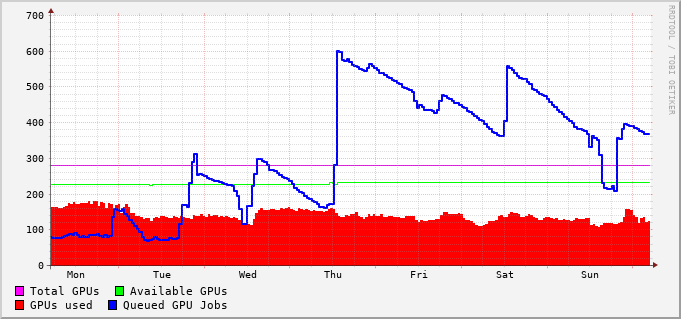 700
600
500
400
300
200
100
0
Mon Tue Wed Thu Fri Sat Sun
Total GPUs Available GPUs
GPUs used Queued GPU Jobs
RRDTOOL / TOBI OETIKER